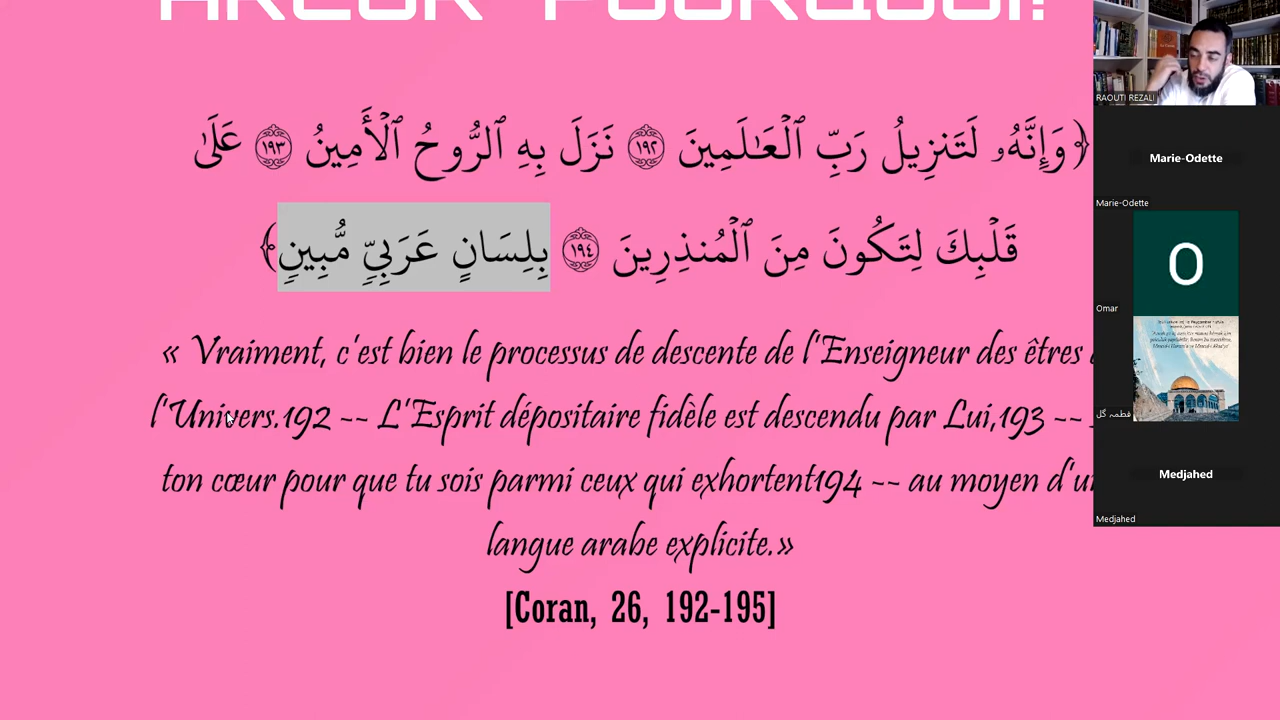 POURQUOI?
﴿وَإِنَّهُۥ لَتَنزِيلُ رَبِّ ٱلْعَٰلَمِينَ ١٩٢ نَزَلَ بِهِ ٱلرُّوحُ ٱلْأَمِينُ ١٩٣ عَلَىٰ
قَلْبِكَ لِتَكُونَ مِنَ ٱلْمُنذِرِينَ ١٩٤ بِلِسَانٍ عَرَبِىٍّ مُّبِينٍ﴾
« Vraiment, c'est bien le processus de descente de l'Enseigneur des êtres
l'Univers.192 -- L'Esprit dépositaire fidèle est descendu par Lui,193 --
ton cœur pour que tu sois parmi ceux qui exhortent194 -- au moyen d'u
langue arabe explicite.»
[Coran, 26, 192-195]
RAOUTI REZALI
Marie-Odette
Marie-Odette
O
Omar
فطمہ گل
Medjahed
Medjahed